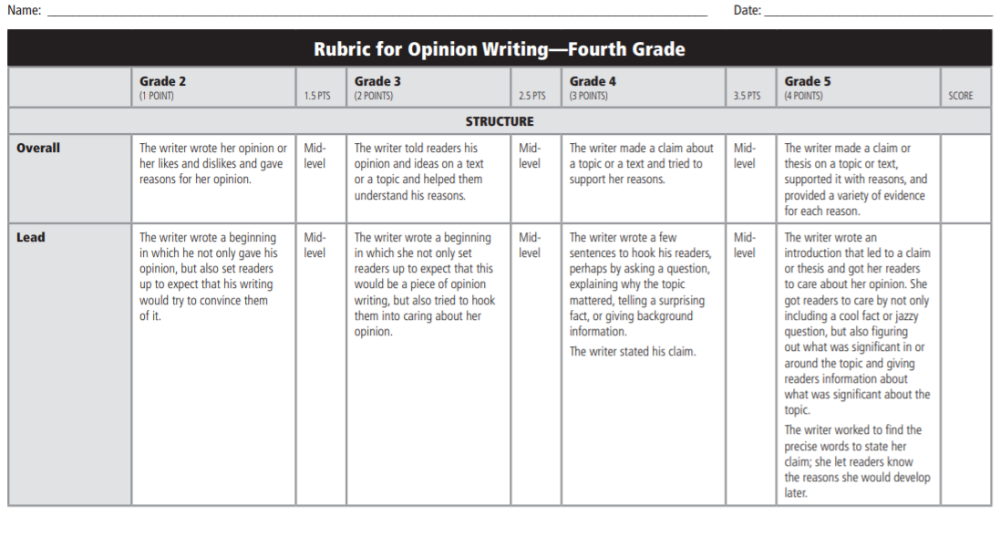 Name: Date:
Rubric for Opinion Writing—Fourth Grade
Grade 2
(1 POINT)
1.5 PTS
Grade 3
(2 POINTS)
2.5 PTS
Grade 4
(3 POINTS)
3.5 PTS
Grade 5
(4 POINTS)
SCORE
STRUCTURE
Overall
The writer wrote her opinion or
her likes and dislikes and gave
reasons for her opinion.
Mid-
level
The writer told readers his
opinion and ideas on a text
or a topic and helped them
understand his reasons.
Mid-
level
The writer made a claim about
a topic or a text and tried to
support her reasons.
Mid-
level
The writer made a claim or
thesis on a topic or text,
supported it with reasons, and
provided a variety of evidence
for each reason.
Lead
The writer wrote a beginning
in which he not only gave his
opinion, but also set readers
up to expect that his writing
would try to convince them
of it.
Mid-
level
The writer wrote a beginning
in which she not only set
readers up to expect that this
would be a piece of opinion
writing, but also tried to hook
them into caring about her
opinion.
Mid-
level
The writer wrote a few
sentences to hook his readers,
perhaps by asking a question,
explaining why the topic
mattered, telling a surprising
fact, or giving background
information.
The writer stated his claim.
Mid-
level
The writer wrote an
introduction that led to a claim
or thesis and got her readers
to care about her opinion. She
got readers to care by not only
including a cool fact or jazzy
question, but also figuring
out what was significant in or
around the topic and giving
readers information about
what was significant about the
topic.
The writer worked to find the
precise words to state her
claim; she let readers know
the reasons she would develop
later.